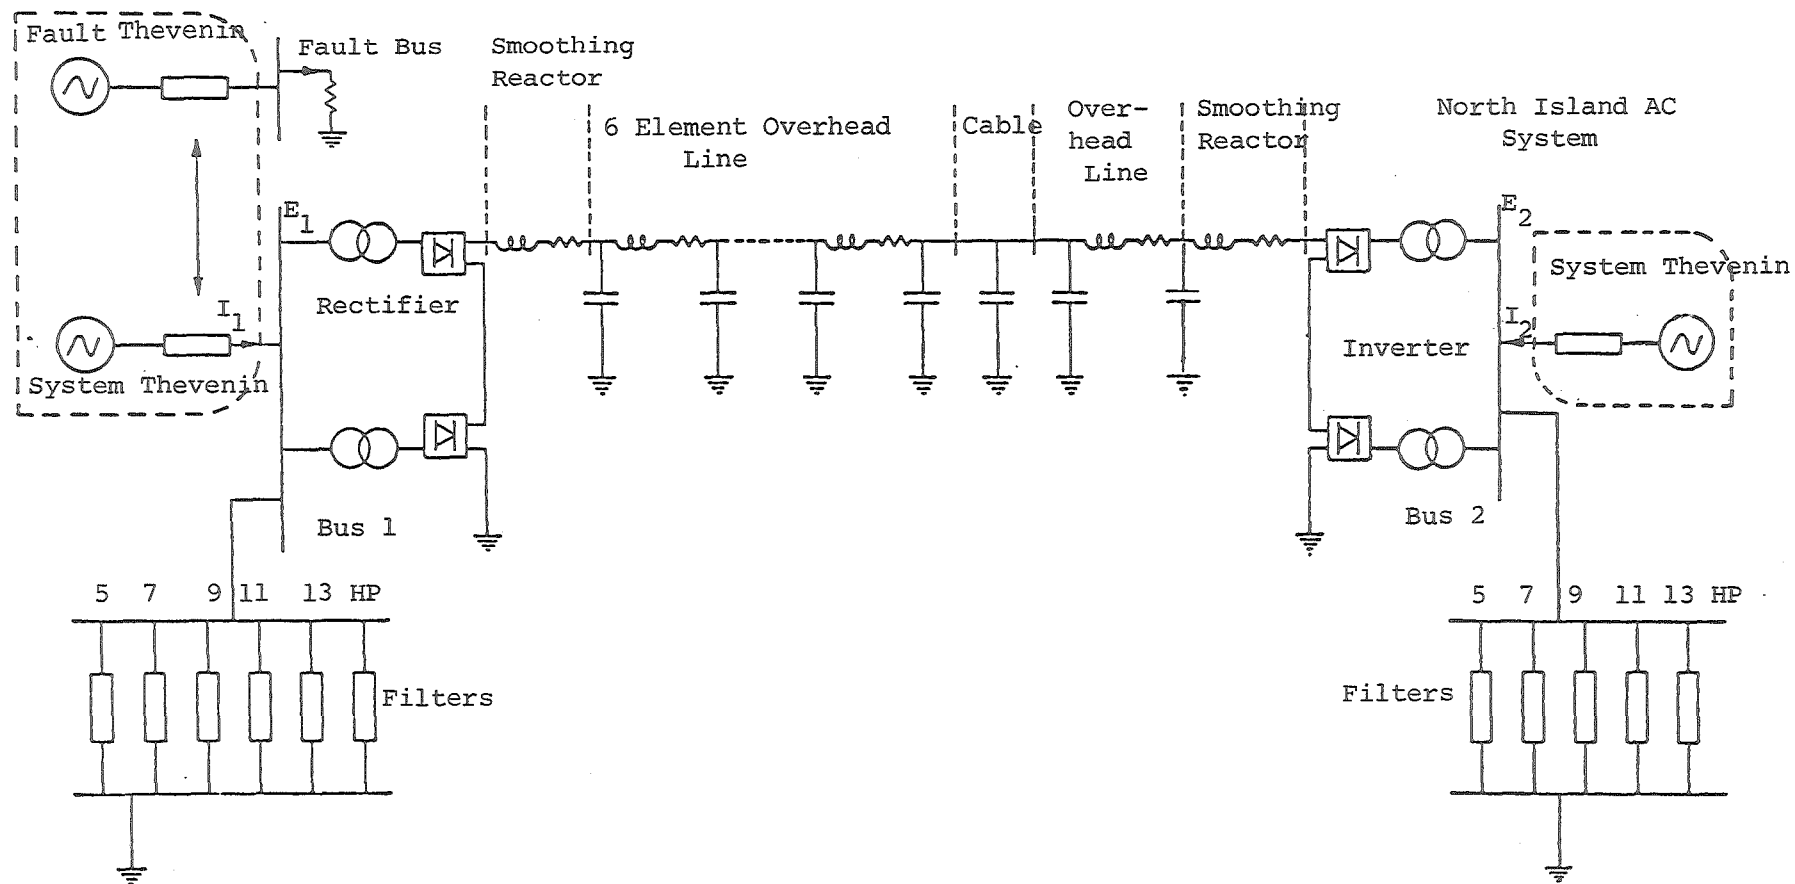 Fault Thevenin
Fault Bus
Smoothing
Reactor
6 Element Overhead
Line
Cable
Over-
head
Line
Smoothing
Reactor
North Island AC
System
E1
E2
System Thevenin
Rectifier
I1
I2
Inverter
System Thevenin
Bus 1
Bus 2
5 7 9 11 13 HP
5 7 9 11 13 HP
Filters
Filters